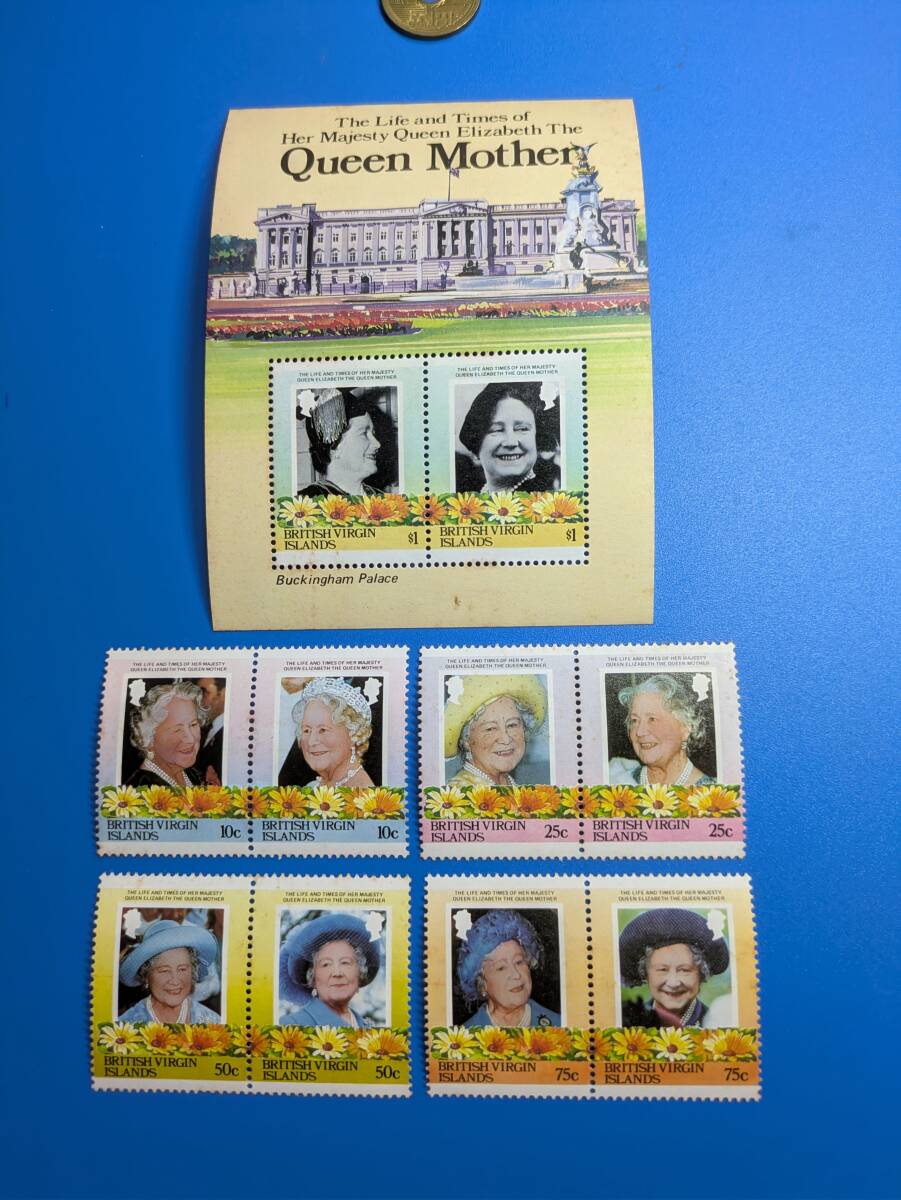 The Life and Times of
Her Majesty Queen Elizabeth The
Queen Mother
THE LIFE AND TIMES OF HER MAJESTY
QUEEN ELIZABETH THE QUEEN MOTHER
BRITISH VIRGIN
ISLANDS $1
THE LIFE AND TIMES OF HER MAJESTY
QUEEN ELIZABETH THE QUEEN MOTHER
BRITISH VIRGIN
ISLANDS $1
Buckingham Palace
THE LIFE AND TIMES OF HER MAJESTY
QUEEN ELIZABETH THE QUEEN MOTHER
BRITISH VIRGIN
ISLANDS 10c
THE LIFE AND TIMES OF HER MAJESTY
QUEEN ELIZABETH THE QUEEN MOTHER
BRITISH VIRGIN
ISLANDS 10c
THE LIFE AND TIMES OF HER MAJESTY
QUEEN ELIZABETH THE QUEEN MOTHER
BRITISH VIRGIN
ISLANDS 25c
THE LIFE AND TIMES OF HER MAJESTY
QUEEN ELIZABETH THE QUEEN MOTHER
BRITISH VIRGIN
ISLANDS 25c
THE LIFE AND TIMES OF HER MAJESTY
QUEEN ELIZABETH THE QUEEN MOTHER
BRITISH VIRGIN
ISLANDS 50c
THE LIFE AND TIMES OF HER MAJESTY
QUEEN ELIZABETH THE QUEEN MOTHER
BRITISH VIRGIN
ISLANDS 50c
THE LIFE AND TIMES OF HER MAJESTY
QUEEN ELIZABETH THE QUEEN MOTHER
BRITISH VIRGIN
ISLANDS 75c
THE LIFE AND TIMES OF HER MAJESTY
QUEEN ELIZABETH THE QUEEN MOTHER
BRITISH VIRGIN
ISLANDS 75c